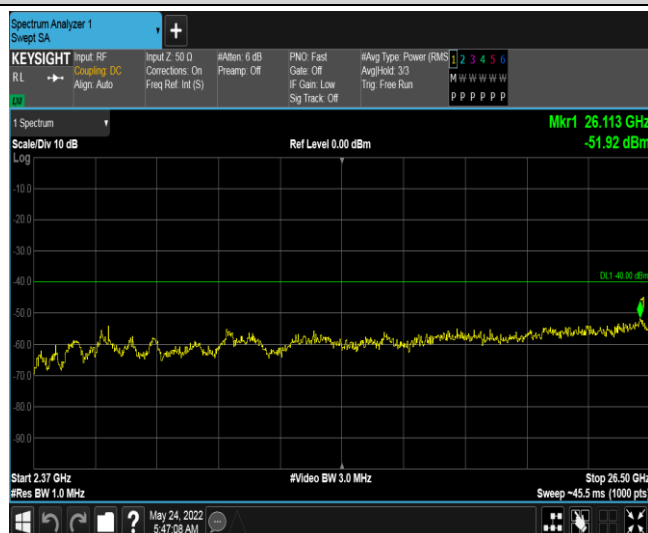 Spectrum Analyzer 1
Swept SA
+
KEYSIGHT Input: RF Input Z: 50 Ω #Atten: 6 dB PNO: Fast #Avg Type: Power (RMS 1 2 3 4 5 6
RL Coupling: DC Corrections: On Preamp: Off Gate: Off Avg|Hold: 3/3 M W W W W W
Align: Auto Freq Ref: Int (S) IF Gain: Low Trig: Free Run
Sig Track: Off P P P P P P
1 Spectrum Mkr1 26.113 GHz
Scale/Div 10 dB Ref Level 0.00 dBm -51.92 dBm
Log
-10.0
-20.0
-30.0
-40.0 DL1 -40.00 dBm
-50.0
-60.0
-70.0
-80.0
-90.0
Start 2.37 GHz #Video BW 3.0 MHz Stop 26.50 GHz
#Res BW 1.0 MHz Sweep ~45.5 ms (1000 pts)
? May 24, 2022
5:47:08 AM